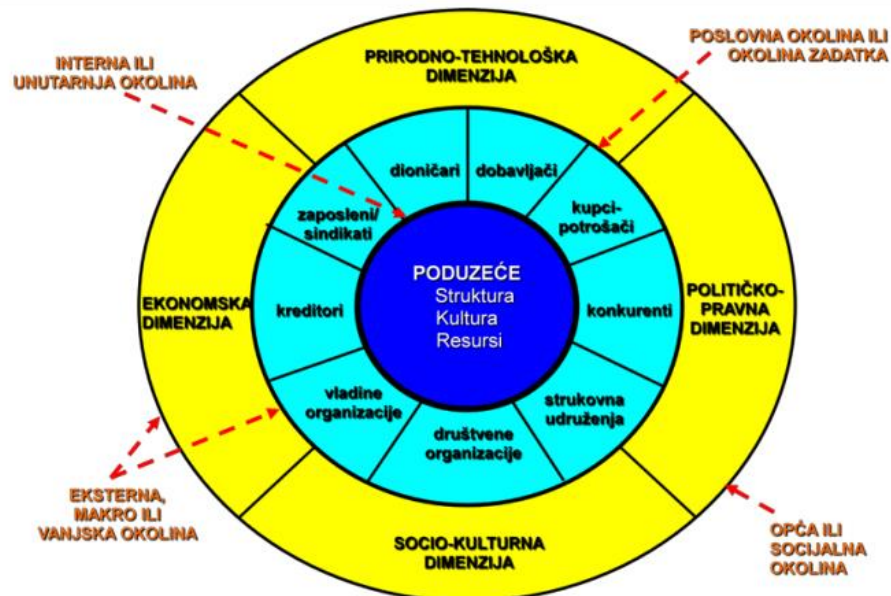 INTERNA ILI
UNUTARNJA OKOLINA
POSLOVNA OKOLINA ILI
OKOLINA ZADATKA
PRIRODNO-TEHNOLOŠKA
DIMENZIJA
dioničari
dobavljači
zaposleni/
sindikati
kupci-
potrošači
PODUZEĆE
Struktura
Kultura
Resursi
EKONOMSKA
DIMENZIJA
kreditori
konkurenti
POLITIČKO-
PRAVNA
DIMENZIJA
vladine
organizacije
strukovna
udruženja
društvene
organizacije
EKSTERNA,
MAKRO ILI
VANJSKA OKOLINA
SOCIO-KULTURNA
DIMENZIJA
OPĆA ILI
SOCIJALNA
OKOLINA